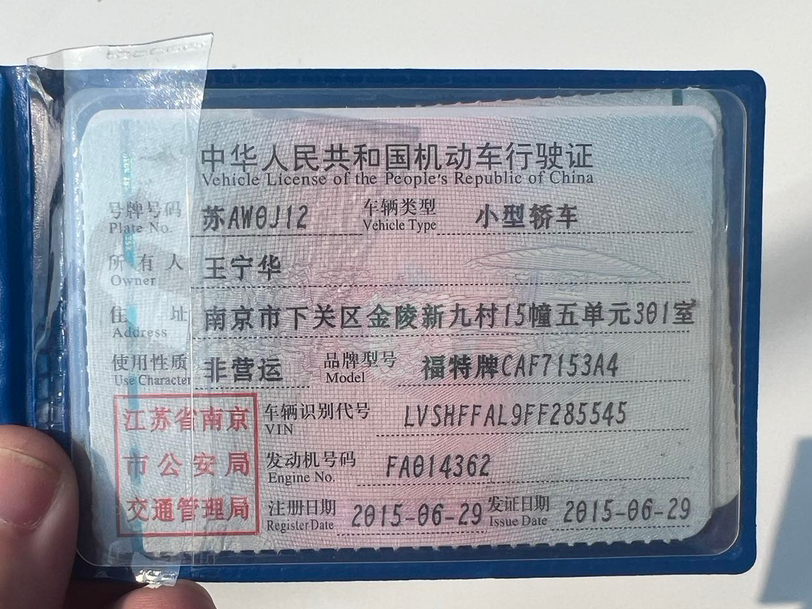 中华人民共和国机动车行驶证
Vehicle License of the People's Republic of China
号牌号码 苏AW0J12 车辆类型 小型轿车
Plate No. Vehicle Type
所有人 王宁华
Owner
住址 南京市下关区金陵新九村15幢五单元301室
Address
使用性质 非营运 品牌型号 福特牌CAF7153A4
Use Character Model
江苏省南京
市公安局
交通管理局
车辆识别代号 LVSHFFAL9FF285545
VIN
发动机号码 FA014362
Engine No.
注册日期 2015-06-29 发证日期 2015-06-29
Register Date Issue Date